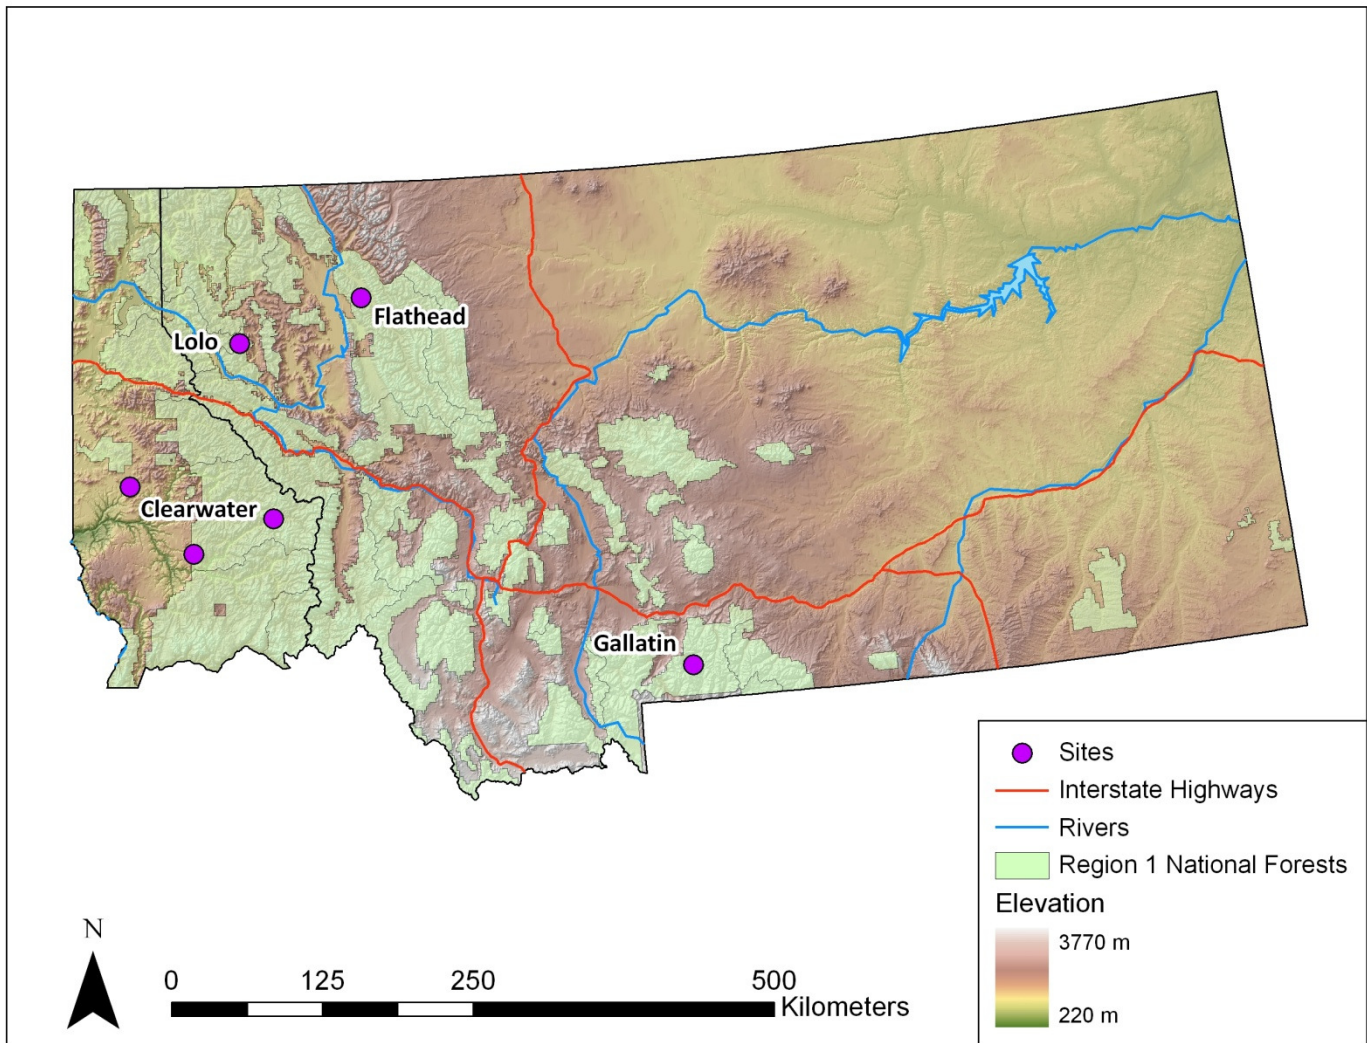 Flathead
Lolo
Clearwater
Gallatin
Sites
Interstate Highways
Rivers
Region 1 National Forests
Elevation
3770 m
220 m
N
0 125 250 500
Kilometers